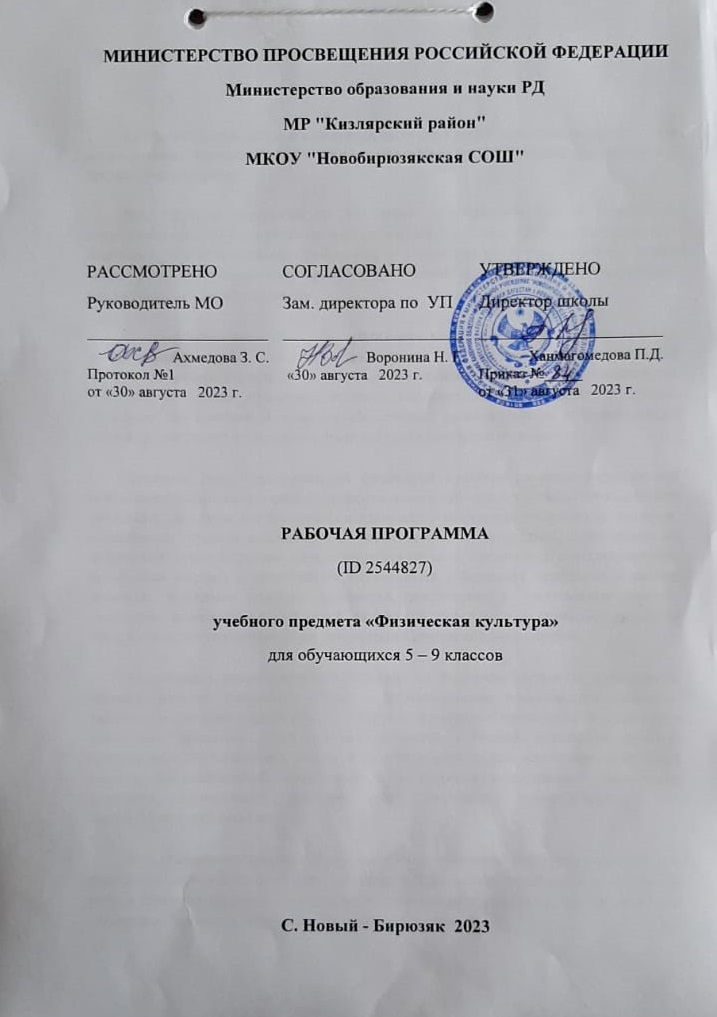 МИНИСТЕРСТВО ПРОСВЕЩЕНИЯ РОССИЙСКОЙ ФЕДЕРАЦИИ
Министерство образования и науки РД
МР "Кизлярский район"
МКОУ "Новобирюзякская СОШ"
РАССМОТРЕНО
Руководитель МО
Ахмедова З. С.
Протокол №1
от «30» августа 2023 г.
СОГЛАСОВАНО
Зам. директора по УП
Воронина Н.
«30» августа 2023 г.
УТВЕРЖДЕНО
Директор школы
Ханмагомедова П.Д.
Приказ № 84
от «31» августа 2023 г.
РАБОЧАЯ ПРОГРАММА
(ID 2544827)
учебного предмета «Физическая культура»
для обучающихся 5 – 9 классов
С. Новый - Бирюзяк 2023